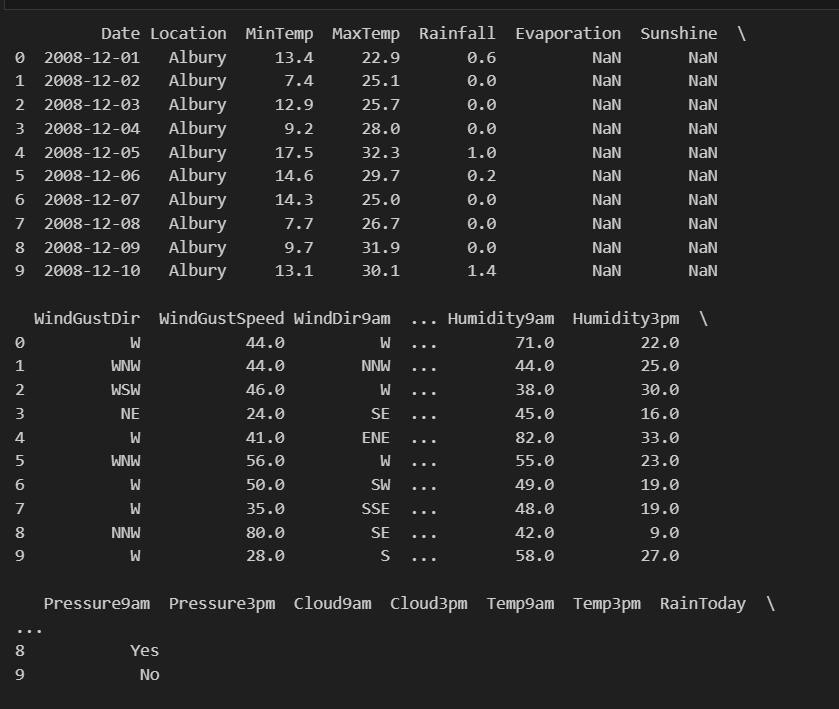 Date Location MinTemp MaxTemp Rainfall Evaporation Sunshine \
0 2008-12-01 Albury 13.4 22.9 0.6 NaN NaN
1 2008-12-02 Albury 7.4 25.1 0.0 NaN NaN
2 2008-12-03 Albury 12.9 25.7 0.0 NaN NaN
3 2008-12-04 Albury 9.2 28.0 0.0 NaN NaN
4 2008-12-05 Albury 17.5 32.3 1.0 NaN NaN
5 2008-12-06 Albury 14.6 29.7 0.2 NaN NaN
6 2008-12-07 Albury 14.3 25.0 0.0 NaN NaN
7 2008-12-08 Albury 7.7 26.7 0.0 NaN NaN
8 2008-12-09 Albury 9.7 31.9 0.0 NaN NaN
9 2008-12-10 Albury 13.1 30.1 1.4 NaN NaN
WindGustDir WindGustSpeed WindDir9am ... Humidity9am Humidity3pm \
0 W 44.0 W ... 71.0 22.0
1 WNW 44.0 NNW ... 44.0 25.0
2 WSW 46.0 W ... 38.0 30.0
3 NE 24.0 SE ... 45.0 16.0
4 W 41.0 ENE ... 82.0 33.0
5 WNW 56.0 W ... 55.0 23.0
6 W 50.0 SW ... 49.0 19.0
7 W 35.0 SSE ... 48.0 19.0
8 NNW 80.0 SE ... 42.0 9.0
9 W 28.0 S ... 58.0 27.0
Pressure9am Pressure3pm Cloud9am Cloud3pm Temp9am Temp3pm RainToday \
...
8 Yes
9 No